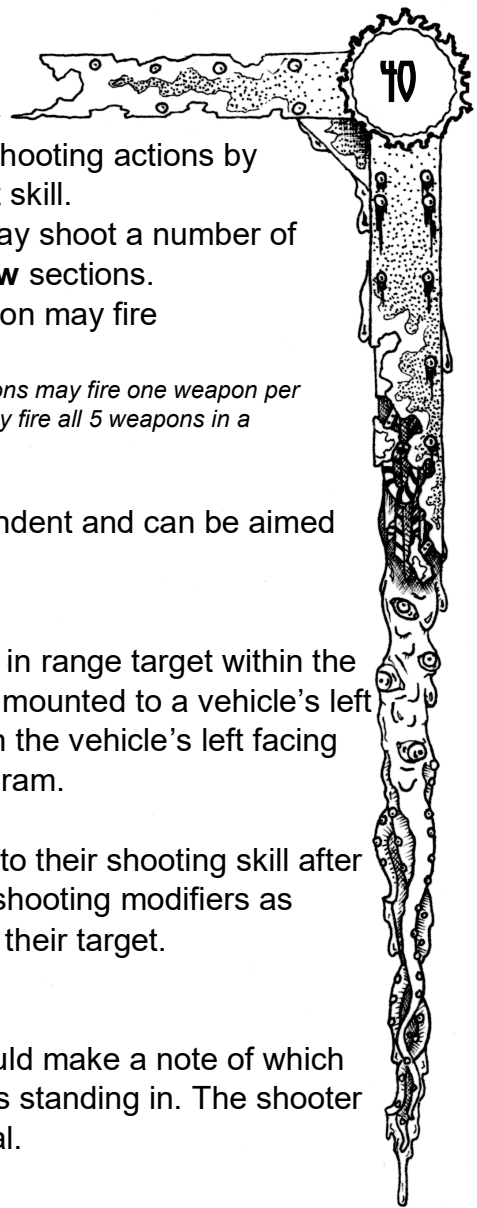 40
hooting actions by
skill.
ay shoot a number of
w sections.
on may fire
ons may fire one weapon per
y fire all 5 weapons in a
ndent and can be aimed
in range target within the
mounted to a vehicle's left
the vehicle's left facing
ram.
to their shooting skill after
shooting modifiers as
their target.
uld make a note of which
s standing in. The shooter
al.